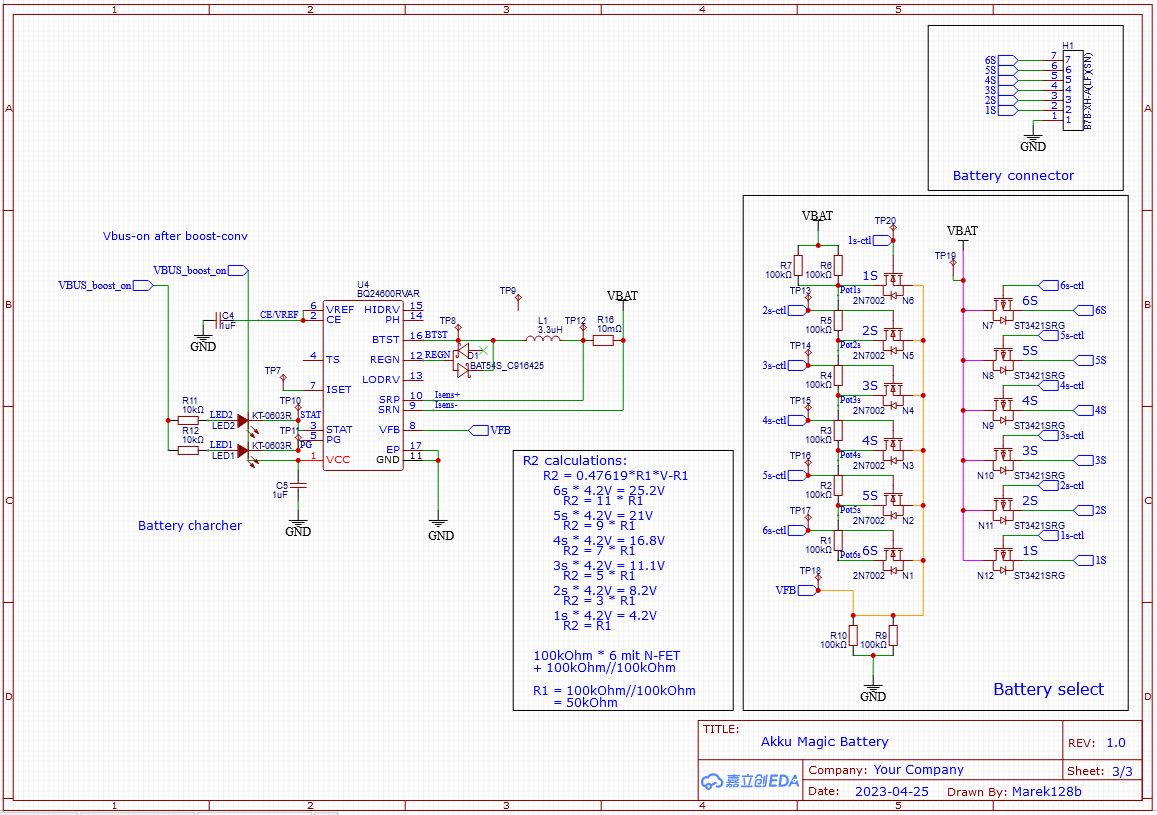 1
2
3
4
5
A
B
C
D
A
B
C
D
H1
6S
5S
4S
3S
2S
1S
7
6
5
4
3
2
1
7
6
5
4
3
2
1
B7B-XH-A(LF)(SN)
GND
Battery connector
Vbus-on after boost-conv
VBUS_boost_on
VBUS_boost_on
U4
BQ24600RVAR
C4
1uF
GND
CE/VREF
6
2
4
7
3
5
1
VREF
CE
TS
ISET
STAT
PG
VCC
HIDRV
PH
BTST
REGN
LODRV
SRP
SRN
VFB
EP
GND
15
14
16
12
13
10
9
8
17
11
BTST
REGN
Isens+
Isens-
VFB
TP7
TP10
TP11
R11
10kΩ
R12
10kΩ
LED2
LED2
KT-0603R
STAT
LED1
LED1
KT-0603R
PG
C5
1uF
GND
GND
Battery charcher
TP8
TP9
D1
BAT54S_C916425
L1
3.3uH
TP12
R16
10mΩ
VBAT
R2 calculations:
R2 = 0.47619*R1*V-R1
6s * 4.2V = 25.2V
R2 = 11 * R1
5s * 4.2V = 21V
R2 = 9 * R1
4s * 4.2V = 16.8V
R2 = 7 * R1
3s * 4.2V = 11.1V
R2 = 5 * R1
2s * 4.2V = 8.2V
R2 = 3 * R1
1s * 4.2V = 4.2V
R2 = R1
100kOhm * 6 mit N-FET
+ 100kOhm//100kOhm
R1 = 100kOhm//100kOhm
= 50kOhm
VBAT
TP20
1s-ctl
R7
100kΩ
R6
100kΩ
Pot1s
1S
2N7002
N6
TP13
2s-ctl
R5
100kΩ
Pot2s
2S
2N7002
N5
TP14
3s-ctl
R4
100kΩ
Pot3s
3S
2N7002
N4
TP15
4s-ctl
R3
100kΩ
Pot4s
4S
2N7002
N3
TP16
5s-ctl
R2
100kΩ
Pot5s
5S
2N7002
N2
TP17
6s-ctl
R1
100kΩ
Pot6s
6S
2N7002
N1
TP18
VFB
R10
100kΩ
R9
100kΩ
GND
VBAT
TP19
6s-ctl
6S
6S
N7
ST3421SRG
5s-ctl
5S
5S
N8
ST3421SRG
4s-ctl
4S
4S
N9
ST3421SRG
3s-ctl
3S
3S
N10
ST3421SRG
2s-ctl
2S
2S
N11
ST3421SRG
1s-ctl
1S
1S
N12
ST3421SRG
Battery select
TITLE:
Akku Magic Battery
REV: 1.0
嘉立创EDA
Company: Your Company
Sheet: 3/3
Date: 2023-04-25
Drawn By: Marek128b
1
2
3
4
5